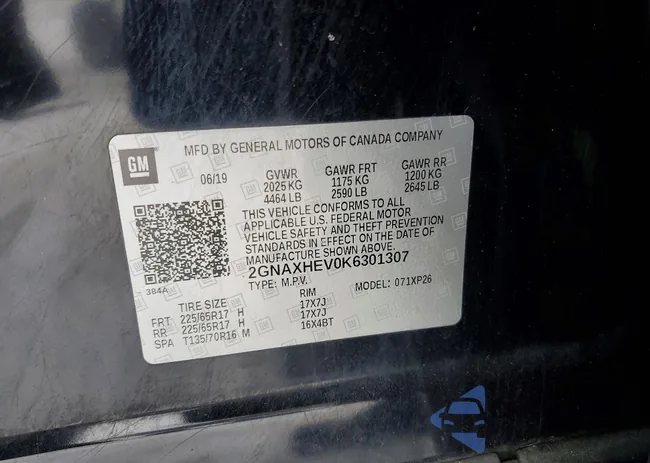 MFD BY GENERAL MOTORS OF CANADA COMPANY
GM
06/19
GVWR GAWR FRT GAWR RR
2025 KG 1175 KG 1200 KG
4464 LB 2590 LB 2645 LB
THIS VEHICLE CONFORMS TO ALL
APPLICABLE U.S. FEDERAL MOTOR
VEHICLE SAFETY AND THEFT PREVENTION
STANDARDS IN EFFECT ON THE DATE OF
MANUFACTURE SHOWN ABOVE.
2GNAXHEV0K6301307
384A
TYPE: M.P.V. MODEL: 071XP26
TIRE SIZE RIM
FRT 225/65R17 H 17X7J
RR 225/65R17 H 17X7J
SPA T135/70R16 M 16X4BT